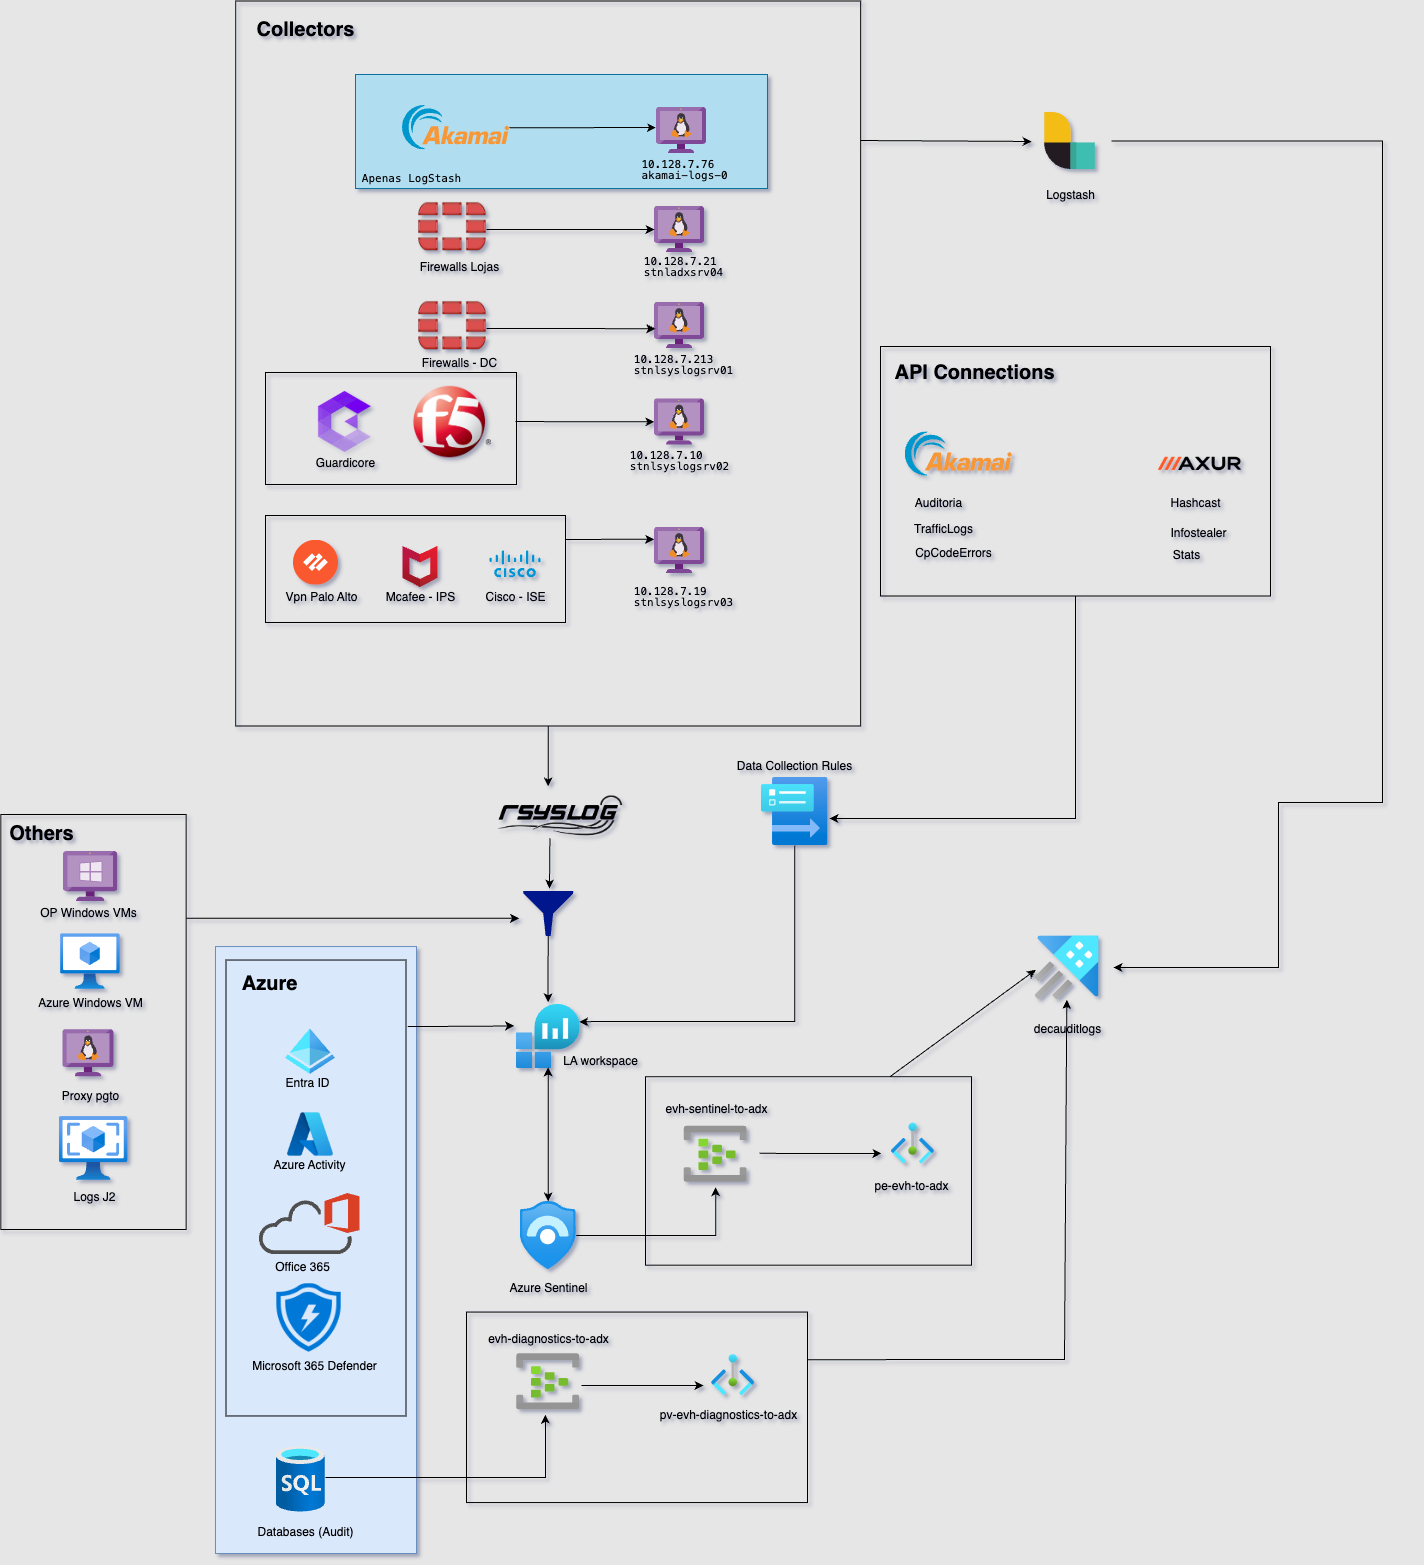 Collectors
Akamai
Apenas LogStash
10.128.7.76
akamai-logs-0
Logstash
Firewalls Lojas
10.128.7.21
stnladxsrv04
Firewalls - DC
10.128.7.213
stnlsyslogsrv01
Guardicore
f5
®
10.128.7.10
stnlsyslogsrv02
Vpn Palo Alto
Mcafee - IPS
CISCO
Cisco - ISE
10.128.7.19
stnlsyslogsrv03
API Connections
Akamai
Auditoria
TrafficLogs
CpCodeErrors
AXUR
Hashcast
Infostealer
Stats
RSYSLOG
Data Collection Rules
Others
OP Windows VMs
Azure Windows VM
Proxy pgto
Logs J2
Azure
Entra ID
Azure Activity
Office 365
Microsoft 365 Defender
SQL
Databases (Audit)
LA workspace
Azure Sentinel
evh-sentinel-to-adx
pe-evh-to-adx
evh-diagnostics-to-adx
pv-evh-diagnostics-to-adx
decauditlogs